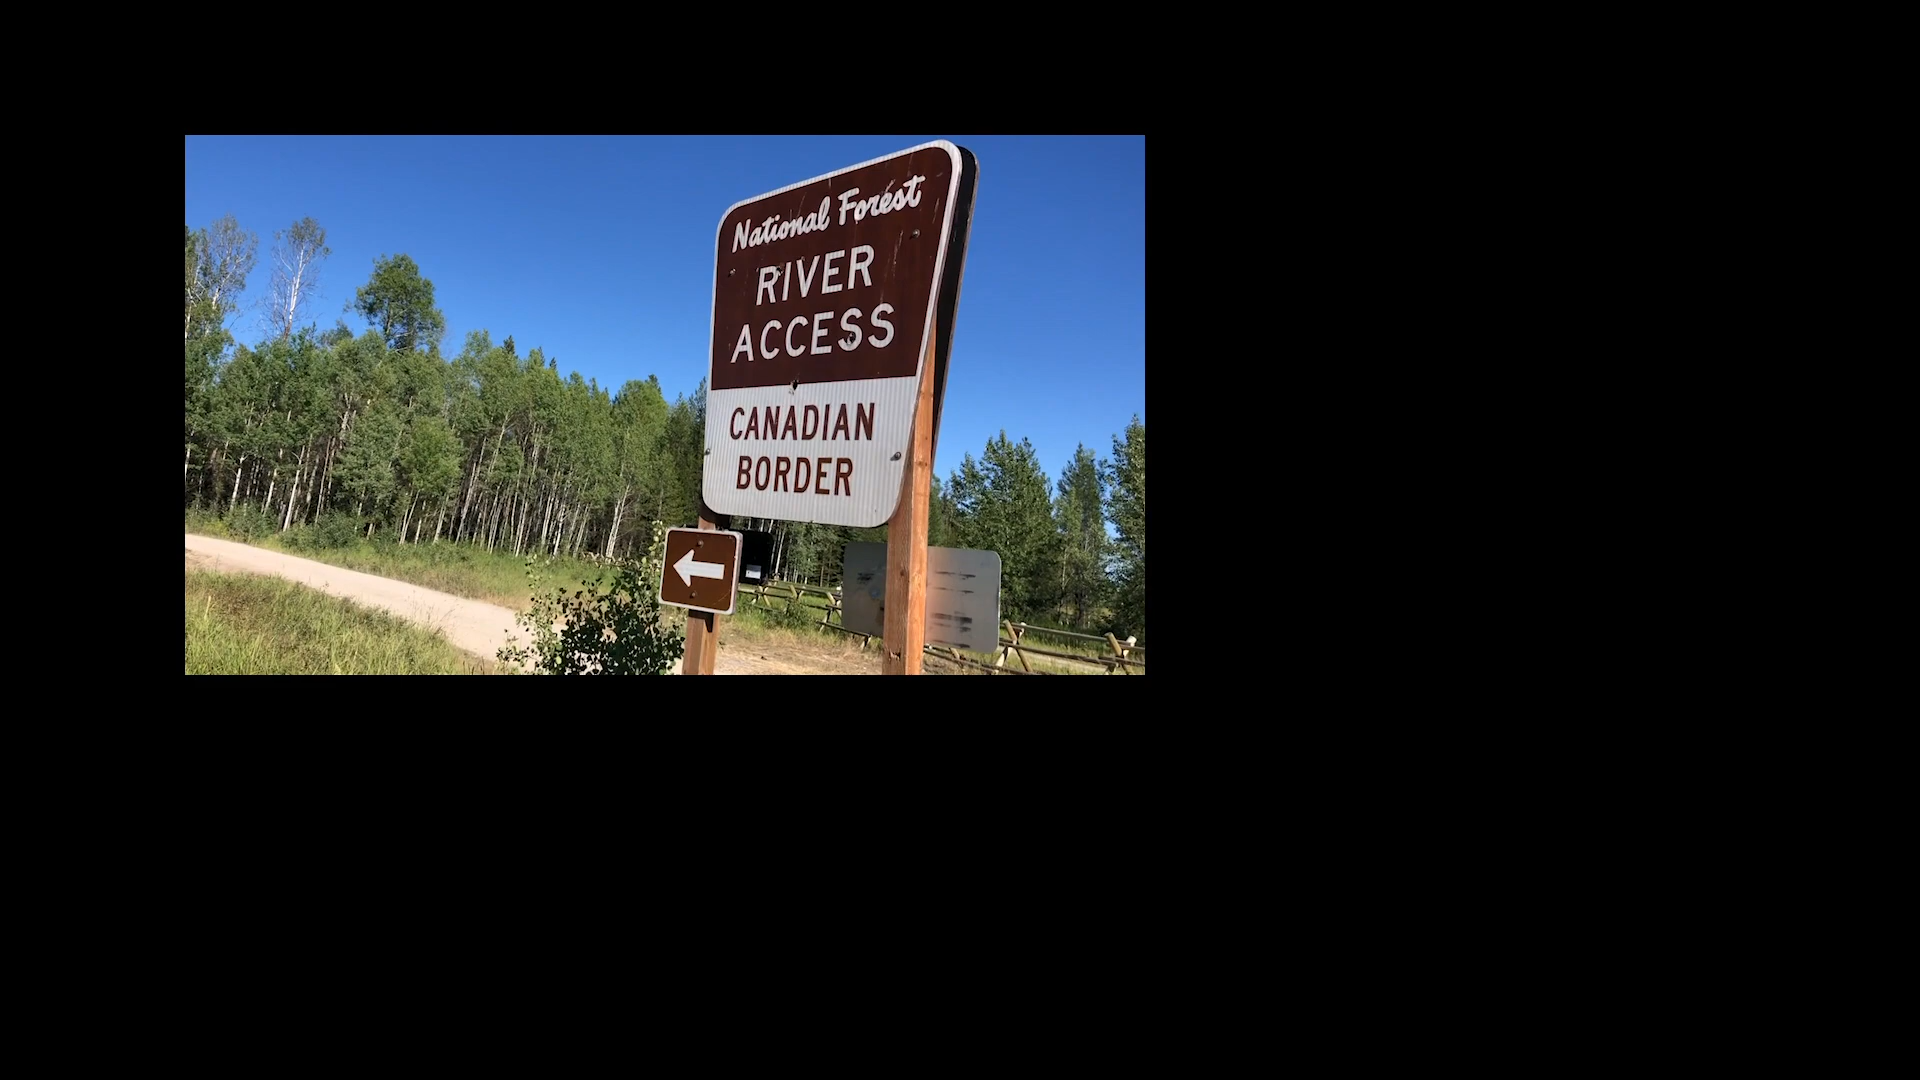 National Forest
RIVER
ACCESS
CANADIAN
BORDER